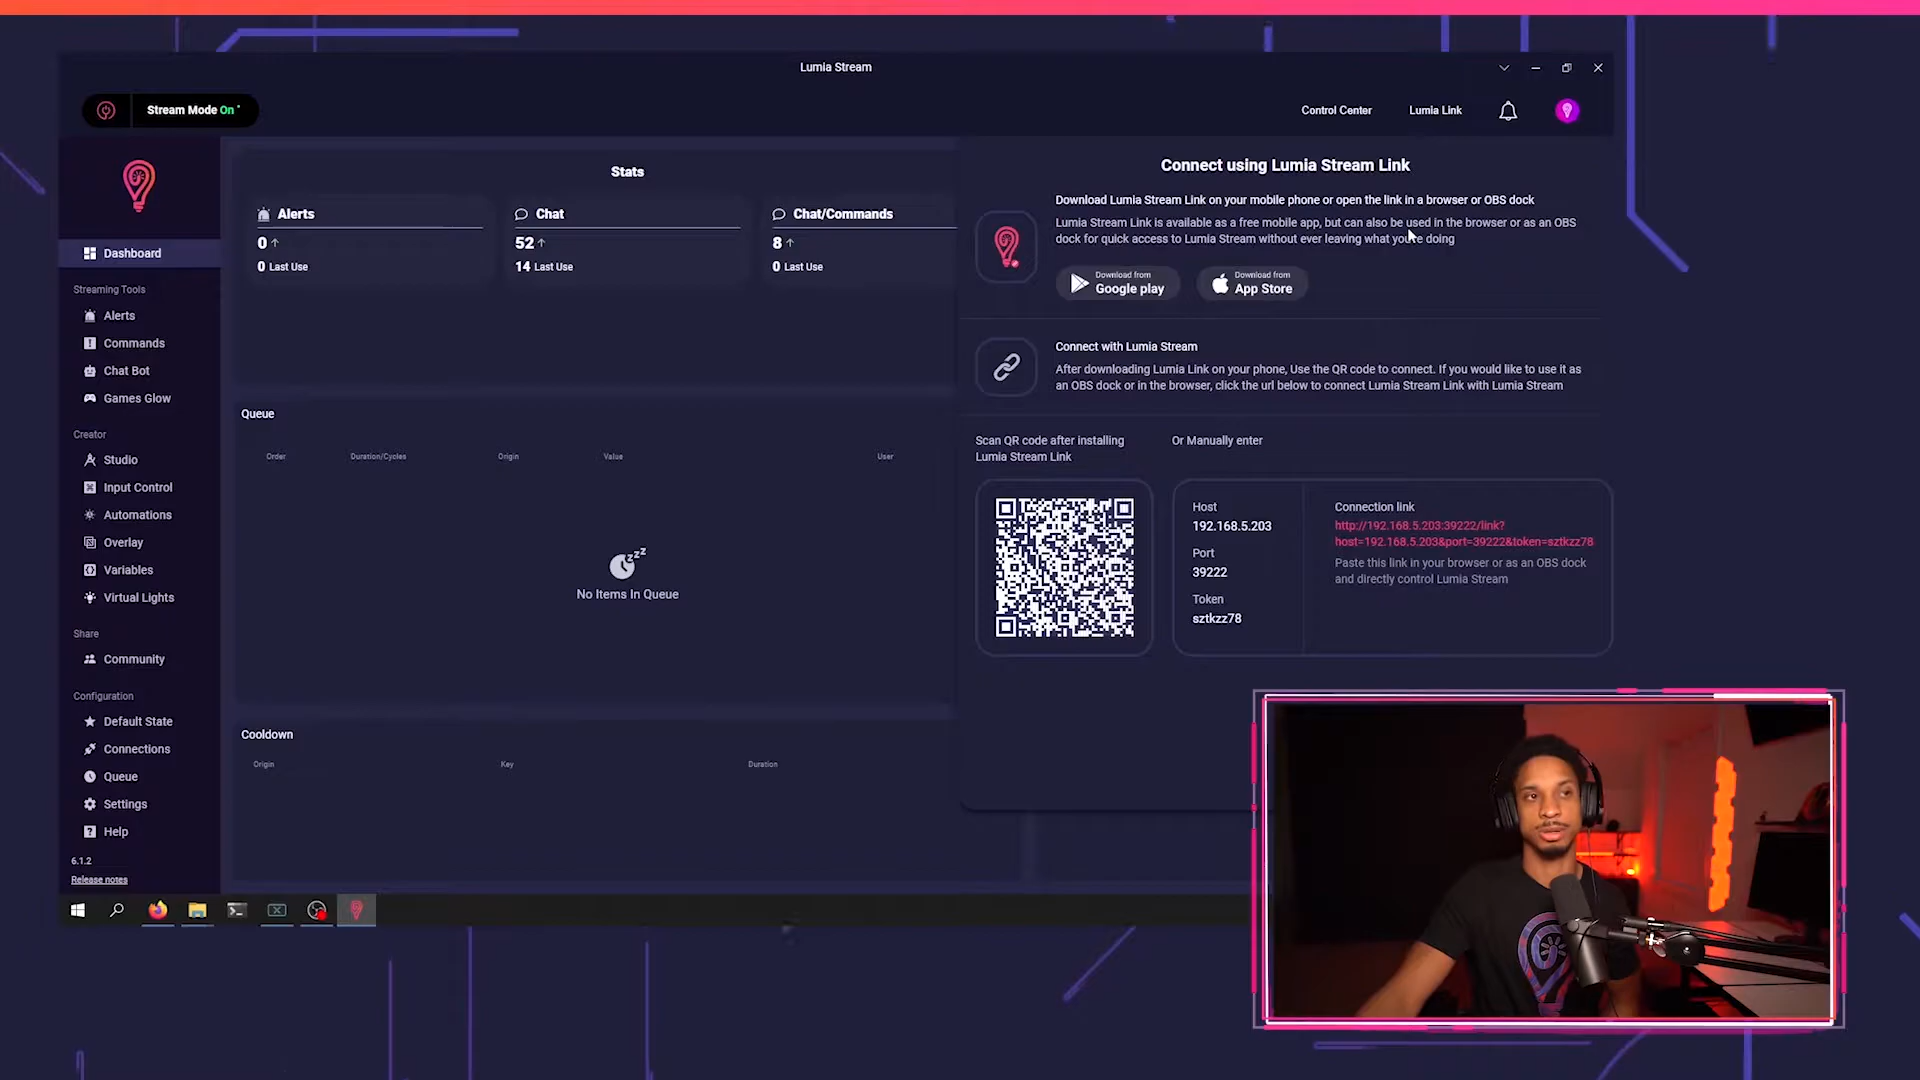 Lumia Stream
Stream Mode On
Control Center
Lumia Link
Dashboard
Streaming Tools
Alerts
Commands
Chat Bot
Games Glow
Creator
Studio
Input Control
Automations
Overlay
Variables
Virtual Lights
Share
Community
Configuration
Default State
Connections
Queue
Settings
Help
6.1.2
Release notes
Stats
Alerts
0
0 Last Use
Chat
52
14 Last Use
Chat/Commands
8
0 Last Use
Queue
Order Duration/Cycles Origin Value User
No Items In Queue
Cooldown
Origin Key Duration
Connect using Lumia Stream Link
Download Lumia Stream Link on your mobile phone or open the link in a browser or OBS dock
Lumia Stream Link is available as a free mobile app, but can also be used in the browser or as an OBS
dock for quick access to Lumia Stream without ever leaving what you're doing
Download from
Google play
Download from
App Store
Connect with Lumia Stream
After downloading Lumia Link on your phone, Use the QR code to connect. If you would like to use it as
an OBS dock or in the browser, click the url below to connect Lumia Stream Link with Lumia Stream
Scan QR code after installing
Lumia Stream Link
Or Manually enter
Host
192.168.5.203
Port
39222
Token
sztkzz78
Connection link
http://192.168.5.203:39222/link?
host=192.168.5.203&port=39222&token=sztkzz78
Paste this link in your browser or as an OBS dock
and directly control Lumia Stream